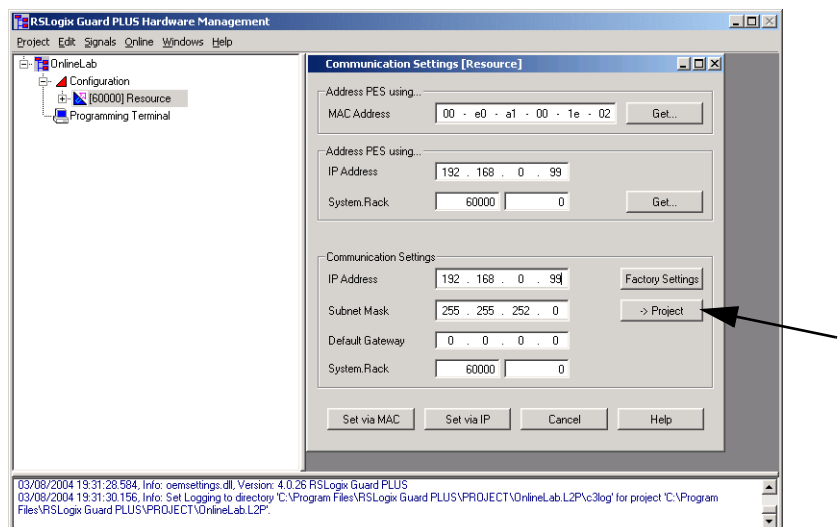 RSLogix Guard PLUS Hardware Management
Project Edit Signals Online Windows Help
OnlineLab
Configuration
[60000] Resource
Programming Terminal
Communication Settings [Resource]
Address PES using...
MAC Address 00 - e0 - a1 - 00 - 1e - 02 Get...
Address PES using...
IP Address 192 . 168 . 0 . 99
System.Rack 60000 0 Get...
Communication Settings
IP Address 192 . 168 . 0 . 99 Factory Settings
Subnet Mask 255 . 255 . 252 . 0 -> Project
Default Gateway 0 . 0 . 0 . 0
System.Rack 60000 0
Set via MAC Set via IP Cancel Help
03/08/2004 19:31:28.584, Info: oemsettings.dll, Version: 4.0.26 RSLogix Guard PLUS
03/08/2004 19:31:30.156, Info: Set Logging to directory 'C:\Program Files\RSLogix Guard PLUS\PROJECT\OnlineLab.L2P\c3log' for project 'C:\Program
Files\RSLogix Guard PLUS\PROJECT\OnlineLab.L2P'.